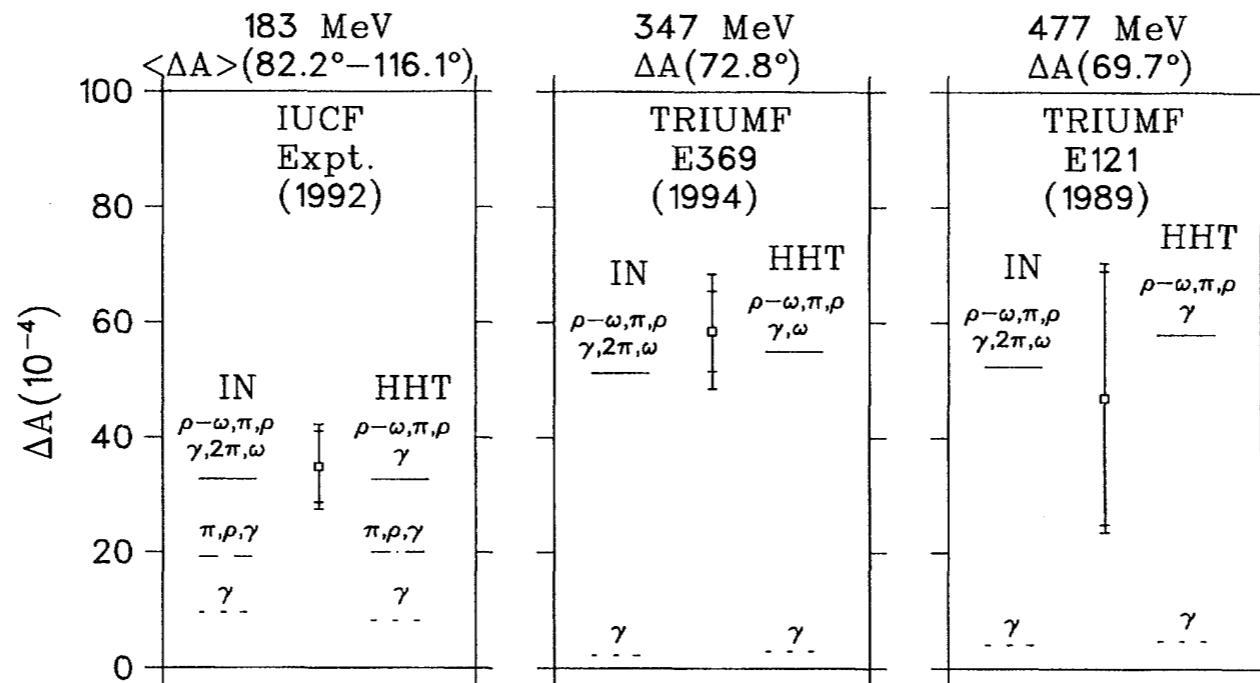 183 MeV
<ΔA>(82.2°−116.1°)
347 MeV
ΔA(72.8°)
477 MeV
ΔA(69.7°)
ΔA(10⁻⁴)
100
80
60
40
20
0
IUCF
Expt.
(1992)
IN
ρ−ω,π,ρ
γ,2π,ω
π,ρ,γ
γ
HHT
ρ−ω,π,ρ
γ
π,ρ,γ
γ
TRIUMF
E369
(1994)
IN
ρ−ω,π,ρ
γ,2π,ω
γ
HHT
ρ−ω,π,ρ
γ,ω
γ
TRIUMF
E121
(1989)
IN
ρ−ω,π,ρ
γ,2π,ω
γ
HHT
ρ−ω,π,ρ
γ
γ